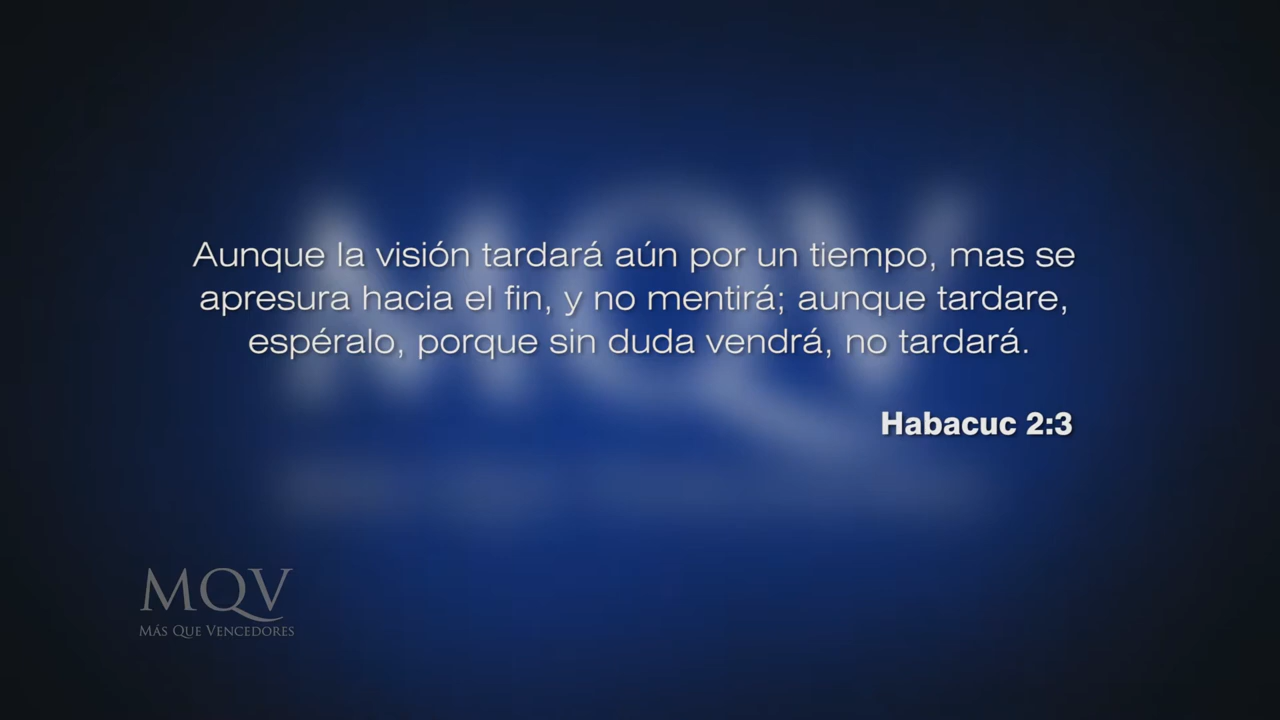 Aunque la visión tardará aún por un tiempo, mas se
apresura hacia el fin, y no mentirá; aunque tardare,
espéralo, porque sin duda vendrá, no tardará.
Habacuc 2:3
MQV
MÁS QUE VENCEDORES